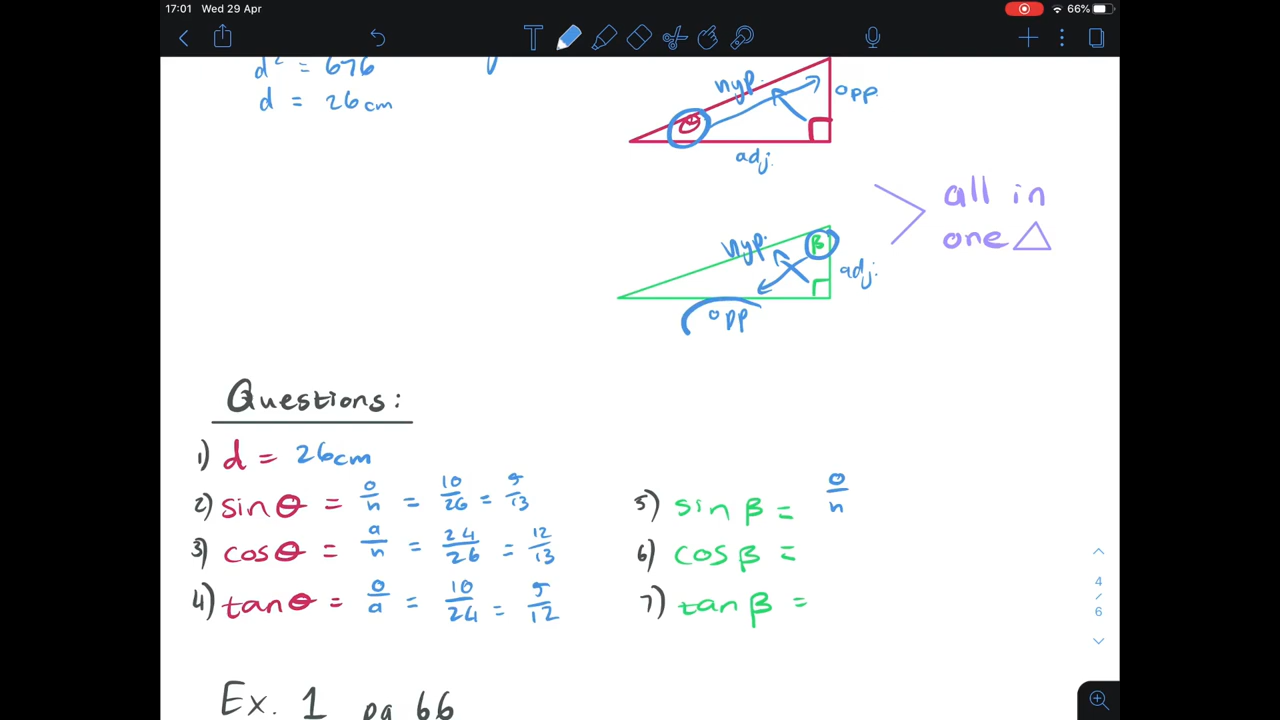 17:01 Wed 29 Apr
66%
d² = 676
d = 26cm
hyp.
opp.
adj.
all in
one △
hyp.
β
adj.
opp
Questions:
1) d = 26cm
2) sin θ = o/h = 10/26 = 5/13
3) cos θ = a/h = 24/26 = 12/13
4) tan θ = o/a = 10/24 = 5/12
5) sin β = o/h
6) cos β =
7) tan β =
4 / 6
Ex. 1 pg 66